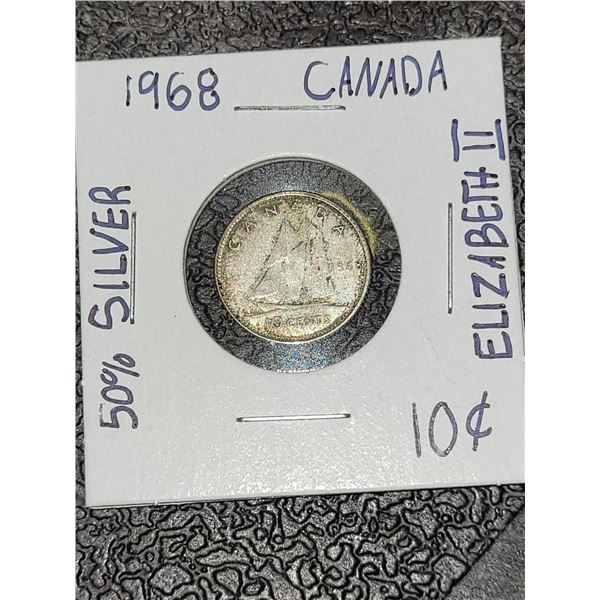 1968 CANADA
50% SILVER
ELIZABETH II
CANADA
10 CENTS
10¢